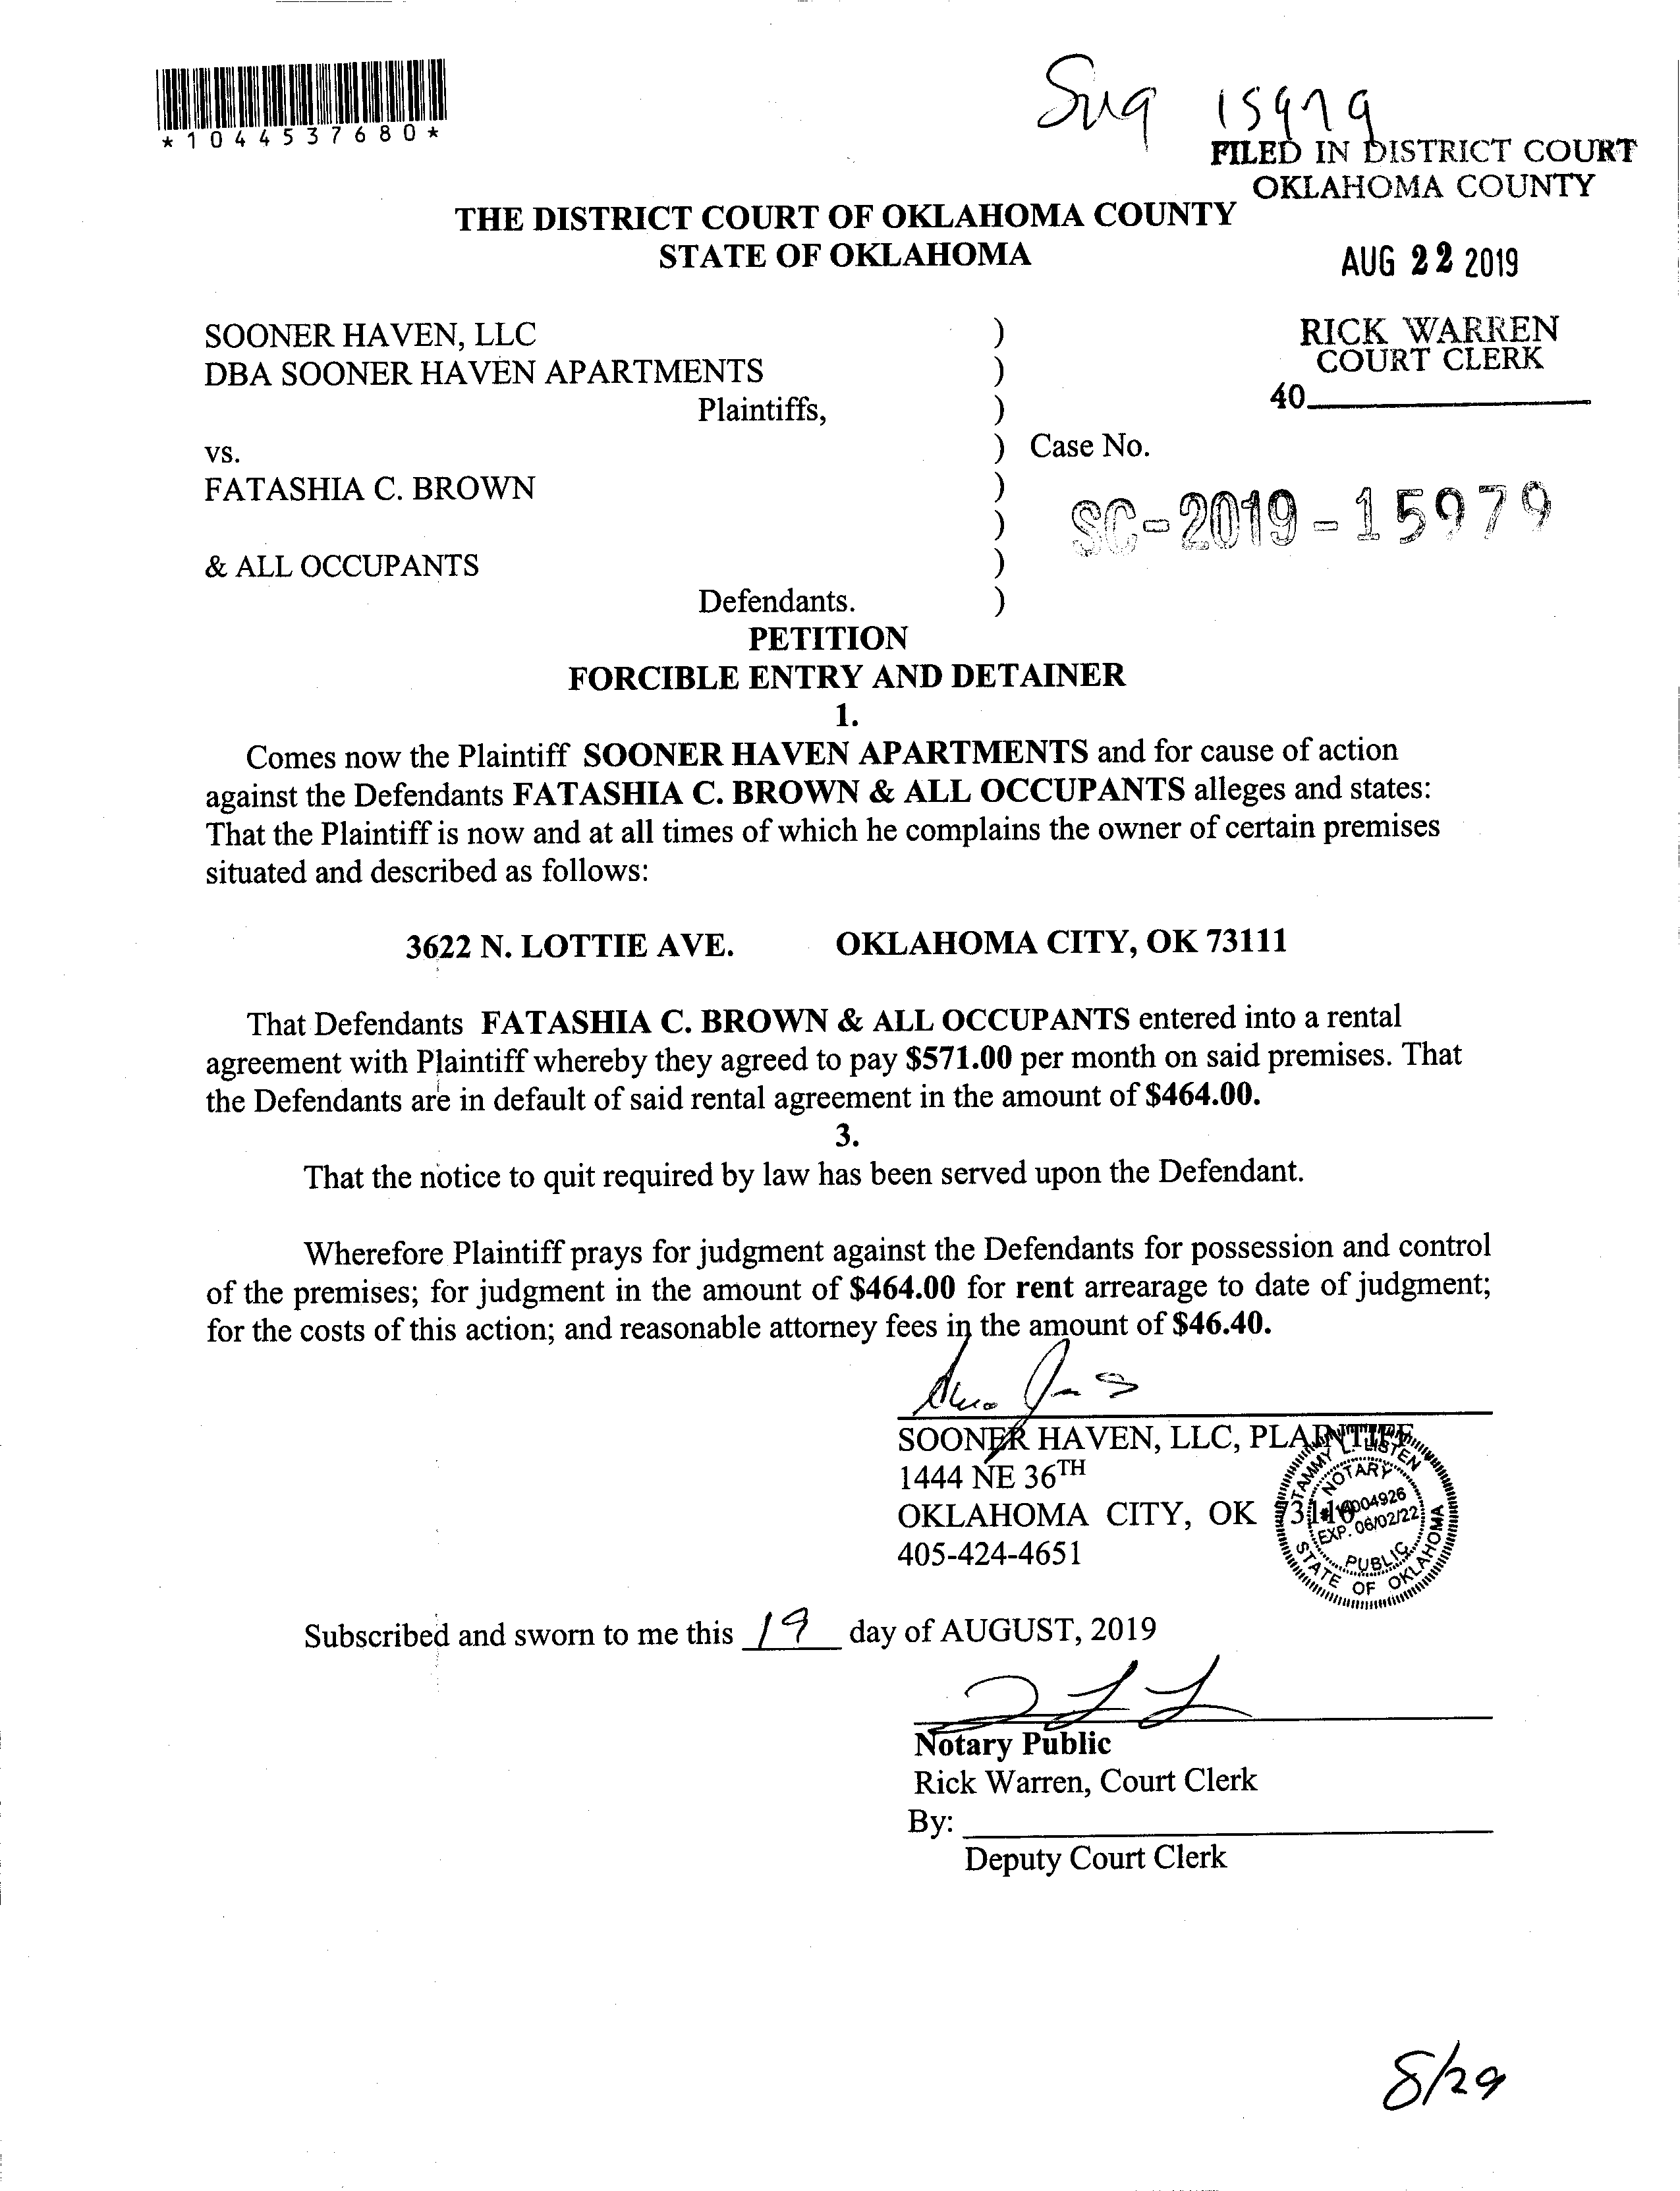 *1044537680*
15979
FILED IN DISTRICT COURT
OKLAHOMA COUNTY
THE DISTRICT COURT OF OKLAHOMA COUNTY
STATE OF OKLAHOMA
AUG 22 2019
RICK WARREN
COURT CLERK
40
SOONER HAVEN, LLC )
DBA SOONER HAVEN APARTMENTS )
Plaintiffs, )
vs. ) Case No.
FATASHIA C. BROWN )
) SC-2019-15979
& ALL OCCUPANTS )
Defendants. )
PETITION
FORCIBLE ENTRY AND DETAINER
1.
Comes now the Plaintiff SOONER HAVEN APARTMENTS and for cause of action
against the Defendants FATASHIA C. BROWN & ALL OCCUPANTS alleges and states:
That the Plaintiff is now and at all times of which he complains the owner of certain premises
situated and described as follows:
3622 N. LOTTIE AVE. OKLAHOMA CITY, OK 73111
That Defendants FATASHIA C. BROWN & ALL OCCUPANTS entered into a rental
agreement with Plaintiff whereby they agreed to pay $571.00 per month on said premises. That
the Defendants are in default of said rental agreement in the amount of $464.00.
3.
That the notice to quit required by law has been served upon the Defendant.
Wherefore Plaintiff prays for judgment against the Defendants for possession and control
of the premises; for judgment in the amount of $464.00 for rent arrearage to date of judgment;
for the costs of this action; and reasonable attorney fees in the amount of $46.40.
SOONER HAVEN, LLC, PLAINTIFF
1444 NE 36TH
OKLAHOMA CITY, OK
405-424-4651
TAMMY L. LISTEN
NOTARY
EXP. 06/02/22
PUBLIC
STATE OF OKLAHOMA
Subscribed and sworn to me this 19 day of AUGUST, 2019
Notary Public
Rick Warren, Court Clerk
By:
Deputy Court Clerk
8/29